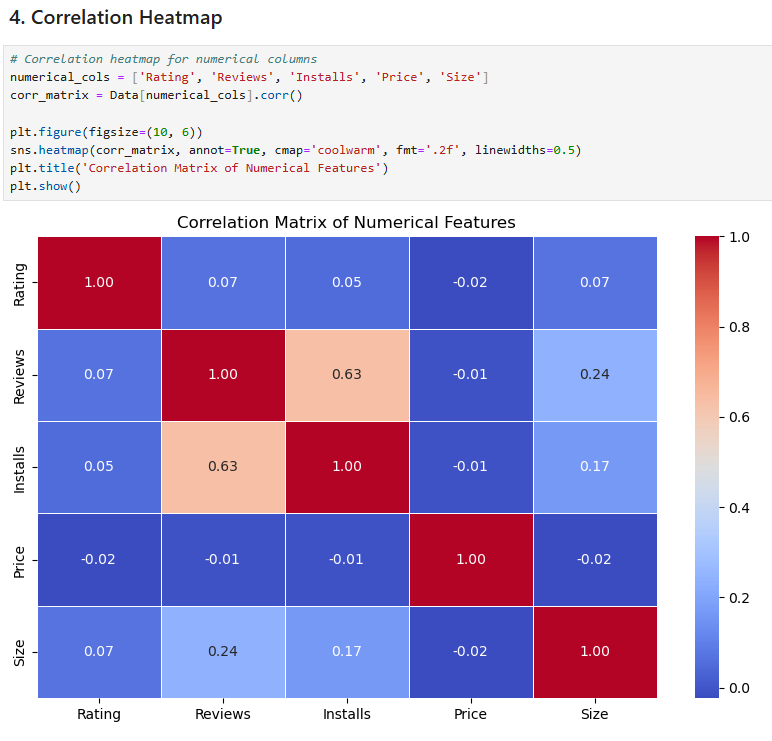 4. Correlation Heatmap
# Correlation heatmap for numerical columns
numerical_cols = ['Rating', 'Reviews', 'Installs', 'Price', 'Size']
corr_matrix = Data[numerical_cols].corr()
plt.figure(figsize=(10, 6))
sns.heatmap(corr_matrix, annot=True, cmap='coolwarm', fmt='.2f', linewidths=0.5)
plt.title('Correlation Matrix of Numerical Features')
plt.show()
Correlation Matrix of Numerical Features
Rating 1.00 0.07 0.05 -0.02 0.07
Reviews 0.07 1.00 0.63 -0.01 0.24
Installs 0.05 0.63 1.00 -0.01 0.17
Price -0.02 -0.01 -0.01 1.00 -0.02
Size 0.07 0.24 0.17 -0.02 1.00
Rating Reviews Installs Price Size
1.0
0.8
0.6
0.4
0.2
0.0